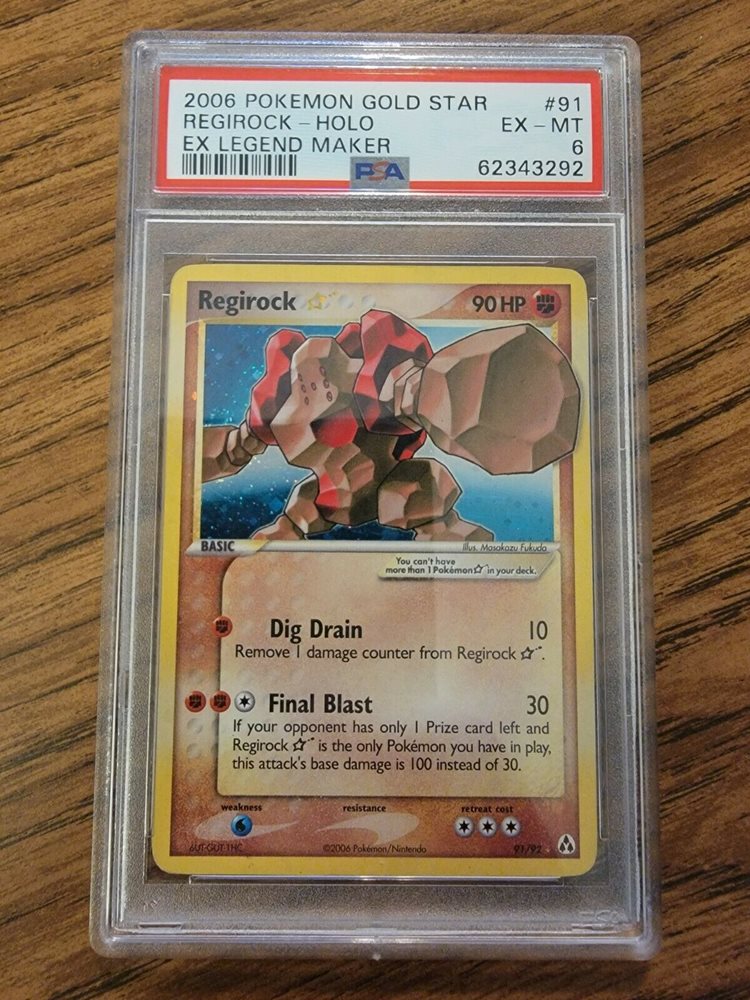 2006 POKEMON GOLD STAR #91
REGIROCK - HOLO EX - MT
EX LEGEND MAKER 6
PSA 62343292
Regirock ☆ 90 HP
BASIC Illus. Masakazu Fukuda
You can't have
more than 1 Pokémon ☆ in your deck.
Dig Drain 10
Remove 1 damage counter from Regirock ☆.
Final Blast 30
If your opponent has only 1 Prize card left and
Regirock ☆ is the only Pokémon you have in play,
this attack's base damage is 100 instead of 30.
weakness resistance retreat cost
6UT-GUT 1HC ©2006 Pokémon/Nintendo 91/92